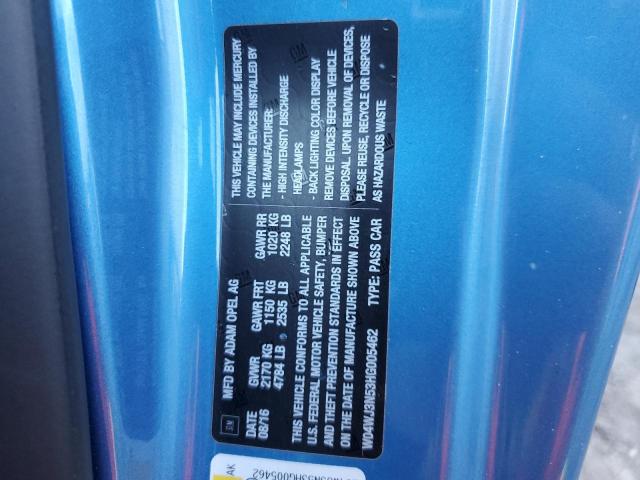 MFD BY ADAM OPEL AG
DATE GVWR GAWR FRT GAWR RR
08/16 2170 KG 1150 KG 1020 KG
4784 LB 2535 LB 2248 LB
THIS VEHICLE CONFORMS TO ALL APPLICABLE
U.S. FEDERAL MOTOR VEHICLE SAFETY, BUMPER
AND THEFT PREVENTION STANDARDS IN EFFECT
ON THE DATE OF MANUFACTURE SHOWN ABOVE
W04WJ3N53HG005462 TYPE: PASS CAR
THIS VEHICLE MAY INCLUDE MERCURY
CONTAINING DEVICES INSTALLED BY
THE MANUFACTURER:
- HIGH INTENSITY DISCHARGE
HEADLAMPS
- BACK LIGHTING COLOR DISPLAY
REMOVE DEVICES BEFORE VEHICLE
DISPOSAL. UPON REMOVAL OF DEVICES,
PLEASE REUSE, RECYCLE OR DISPOSE
AS HAZARDOUS WASTE
GM
AK